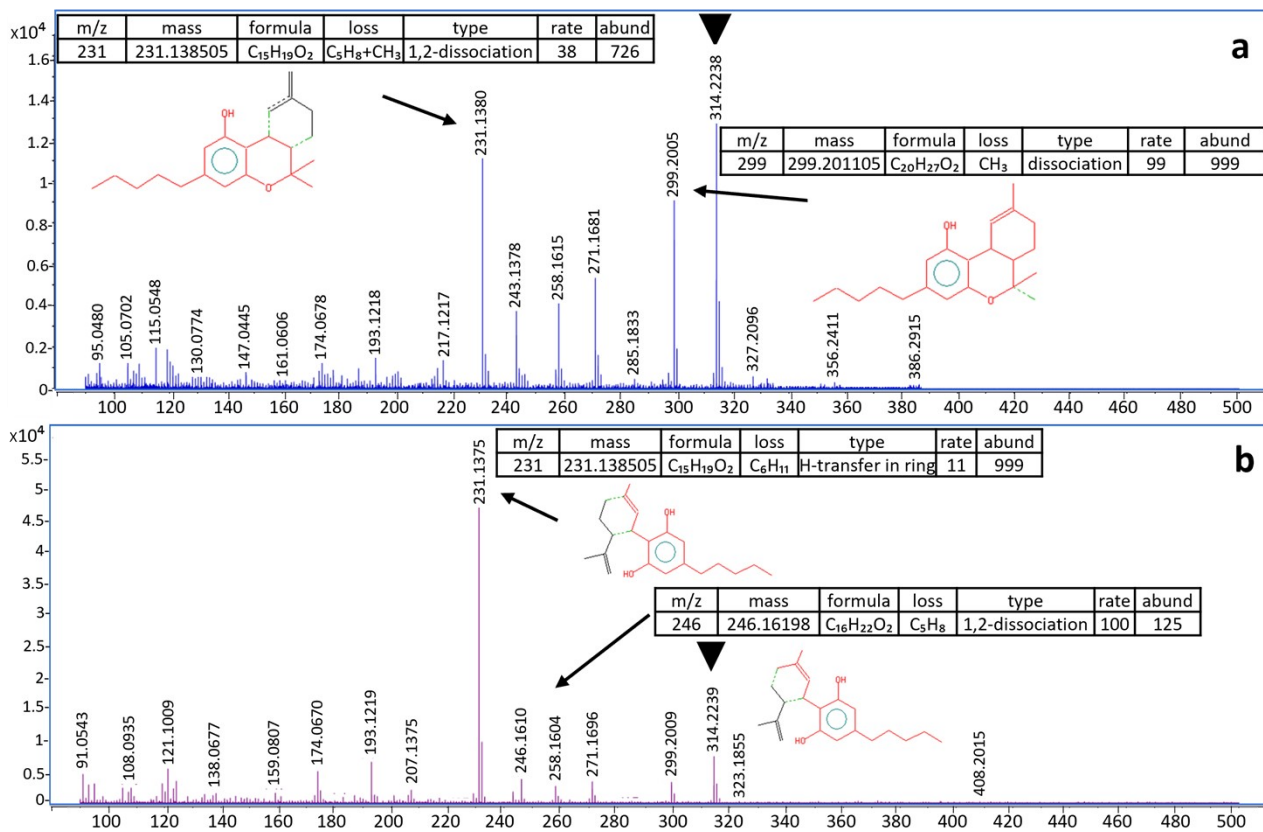 a
x10⁴
1.6
1.4
1.2
1
0.8
0.6
0.4
0.2
0
m/z mass formula loss type rate abund
231 231.138505 C₁₅H₁₉O₂ C₅H₈+CH₃ 1,2-dissociation 38 726
OH
O
m/z mass formula loss type rate abund
299 299.201105 C₂₀H₂₇O₂ CH₃ dissociation 99 999
OH
O
95.0480
105.0702
115.0548
130.0774
147.0445
161.0606
174.0678
193.1218
217.1217
231.1380
243.1378
258.1615
271.1681
285.1833
299.2005
314.2238
327.2096
356.2411
386.2915
100 120 140 160 180 200 220 240 260 280 300 320 340 360 380 400 420 440 460 480 500
b
x10⁴
5.5
5
4.5
4
3.5
3
2.5
2
1.5
1
0.5
0
m/z mass formula loss type rate abund
231 231.138505 C₁₅H₁₉O₂ C₆H₁₁ H-transfer in ring 11 999
OH
HO
m/z mass formula loss type rate abund
246 246.16198 C₁₆H₂₂O₂ C₅H₈ 1,2-dissociation 100 125
OH
HO
91.0543
108.0935
121.1009
138.0677
159.0807
174.0670
193.1219
207.1375
231.1375
246.1610
258.1604
271.1696
299.2009
314.2239
323.1855
408.2015
100 120 140 160 180 200 220 240 260 280 300 320 340 360 380 400 420 440 460 480 500